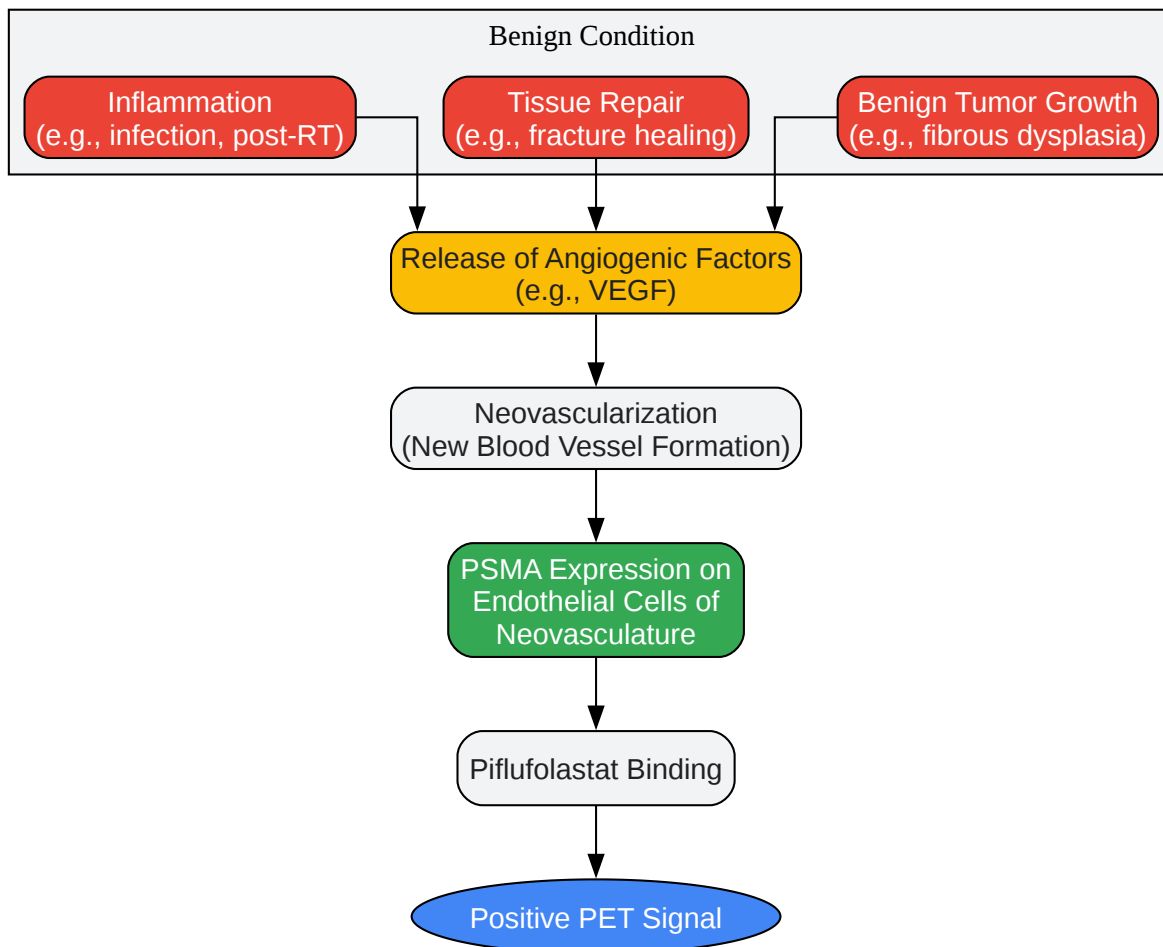 Benign Condition
Inflammation
(e.g., infection, post-RT)
Tissue Repair
(e.g., fracture healing)
Benign Tumor Growth
(e.g., fibrous dysplasia)
Release of Angiogenic Factors
(e.g., VEGF)
Neovascularization
(New Blood Vessel Formation)
PSMA Expression on
Endothelial Cells of
Neovasculature
Piflufolastat Binding
Positive PET Signal